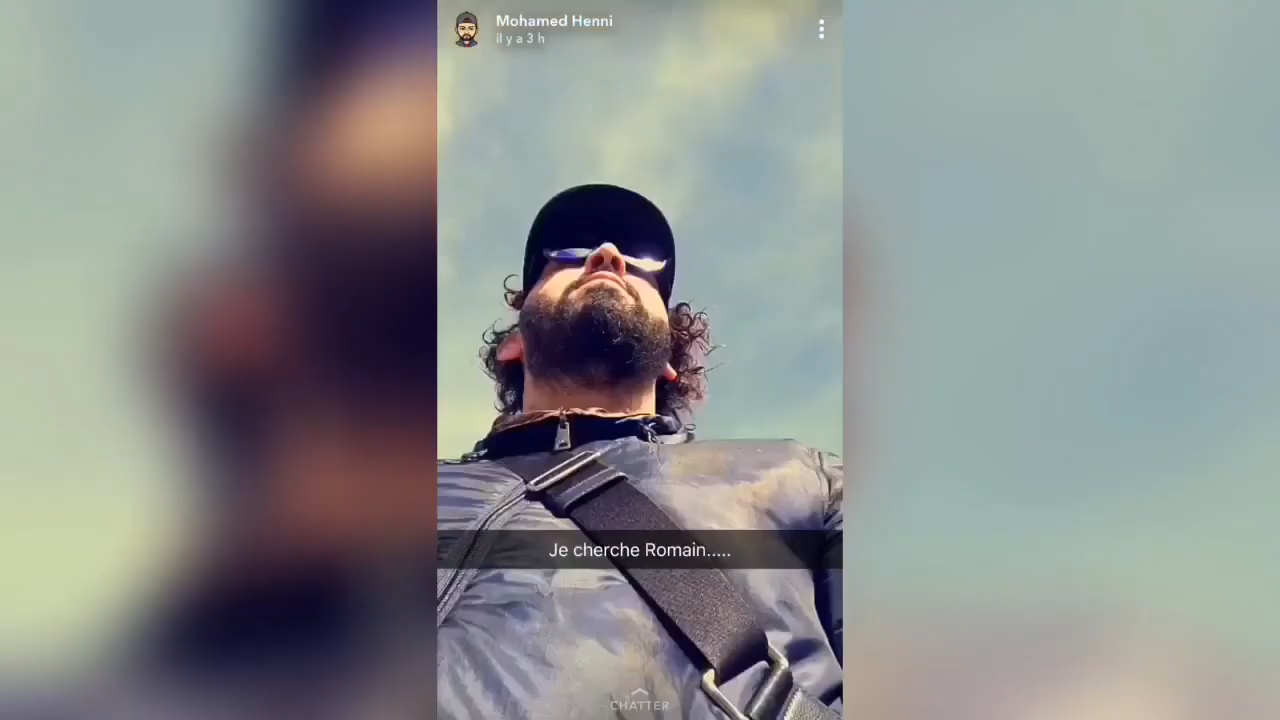 Mohamed Henni
il y a 3 h
Je cherche Romain.....
CHATTER